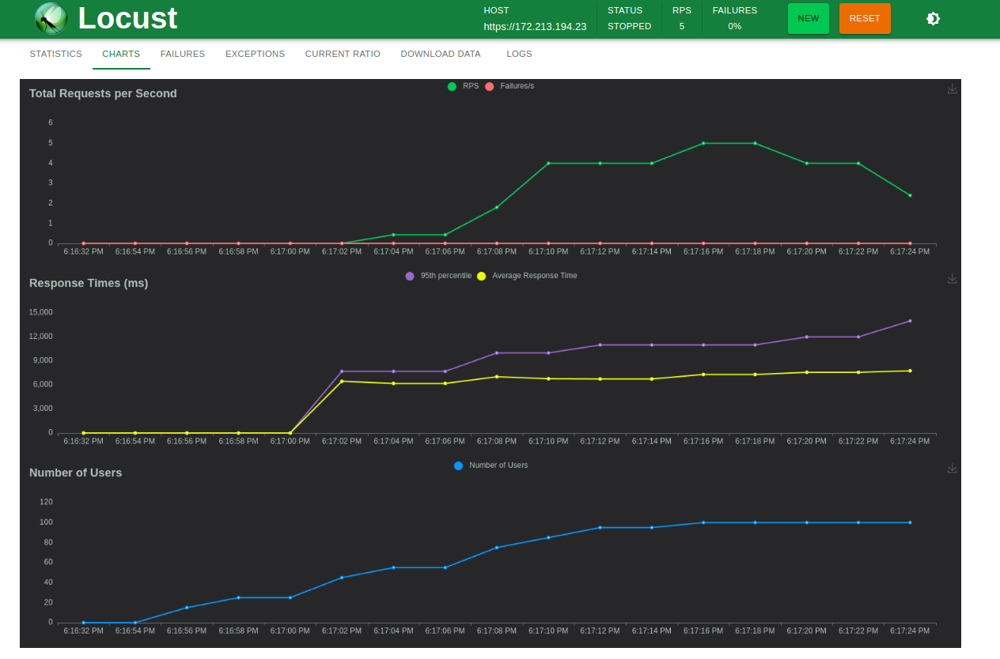 Locust
HOST
https://172.213.194.23
STATUS
STOPPED
RPS
5
FAILURES
0%
NEW
RESET
STATISTICS CHARTS FAILURES EXCEPTIONS CURRENT RATIO DOWNLOAD DATA LOGS
Total Requests per Second
RPS Failures/s
6
5
4
3
2
1
0
6:16:32 PM 6:16:54 PM 6:16:56 PM 6:16:58 PM 6:17:00 PM 6:17:02 PM 6:17:04 PM 6:17:06 PM 6:17:08 PM 6:17:10 PM 6:17:12 PM 6:17:14 PM 6:17:16 PM 6:17:18 PM 6:17:20 PM 6:17:22 PM 6:17:24 PM
Response Times (ms)
95th percentile Average Response Time
15,000
12,000
9,000
6,000
3,000
0
6:16:32 PM 6:16:54 PM 6:16:56 PM 6:16:58 PM 6:17:00 PM 6:17:02 PM 6:17:04 PM 6:17:06 PM 6:17:08 PM 6:17:10 PM 6:17:12 PM 6:17:14 PM 6:17:16 PM 6:17:18 PM 6:17:20 PM 6:17:22 PM 6:17:24 PM
Number of Users
Number of Users
120
100
80
60
40
20
0
6:16:32 PM 6:16:54 PM 6:16:56 PM 6:16:58 PM 6:17:00 PM 6:17:02 PM 6:17:04 PM 6:17:06 PM 6:17:08 PM 6:17:10 PM 6:17:12 PM 6:17:14 PM 6:17:16 PM 6:17:18 PM 6:17:20 PM 6:17:22 PM 6:17:24 PM